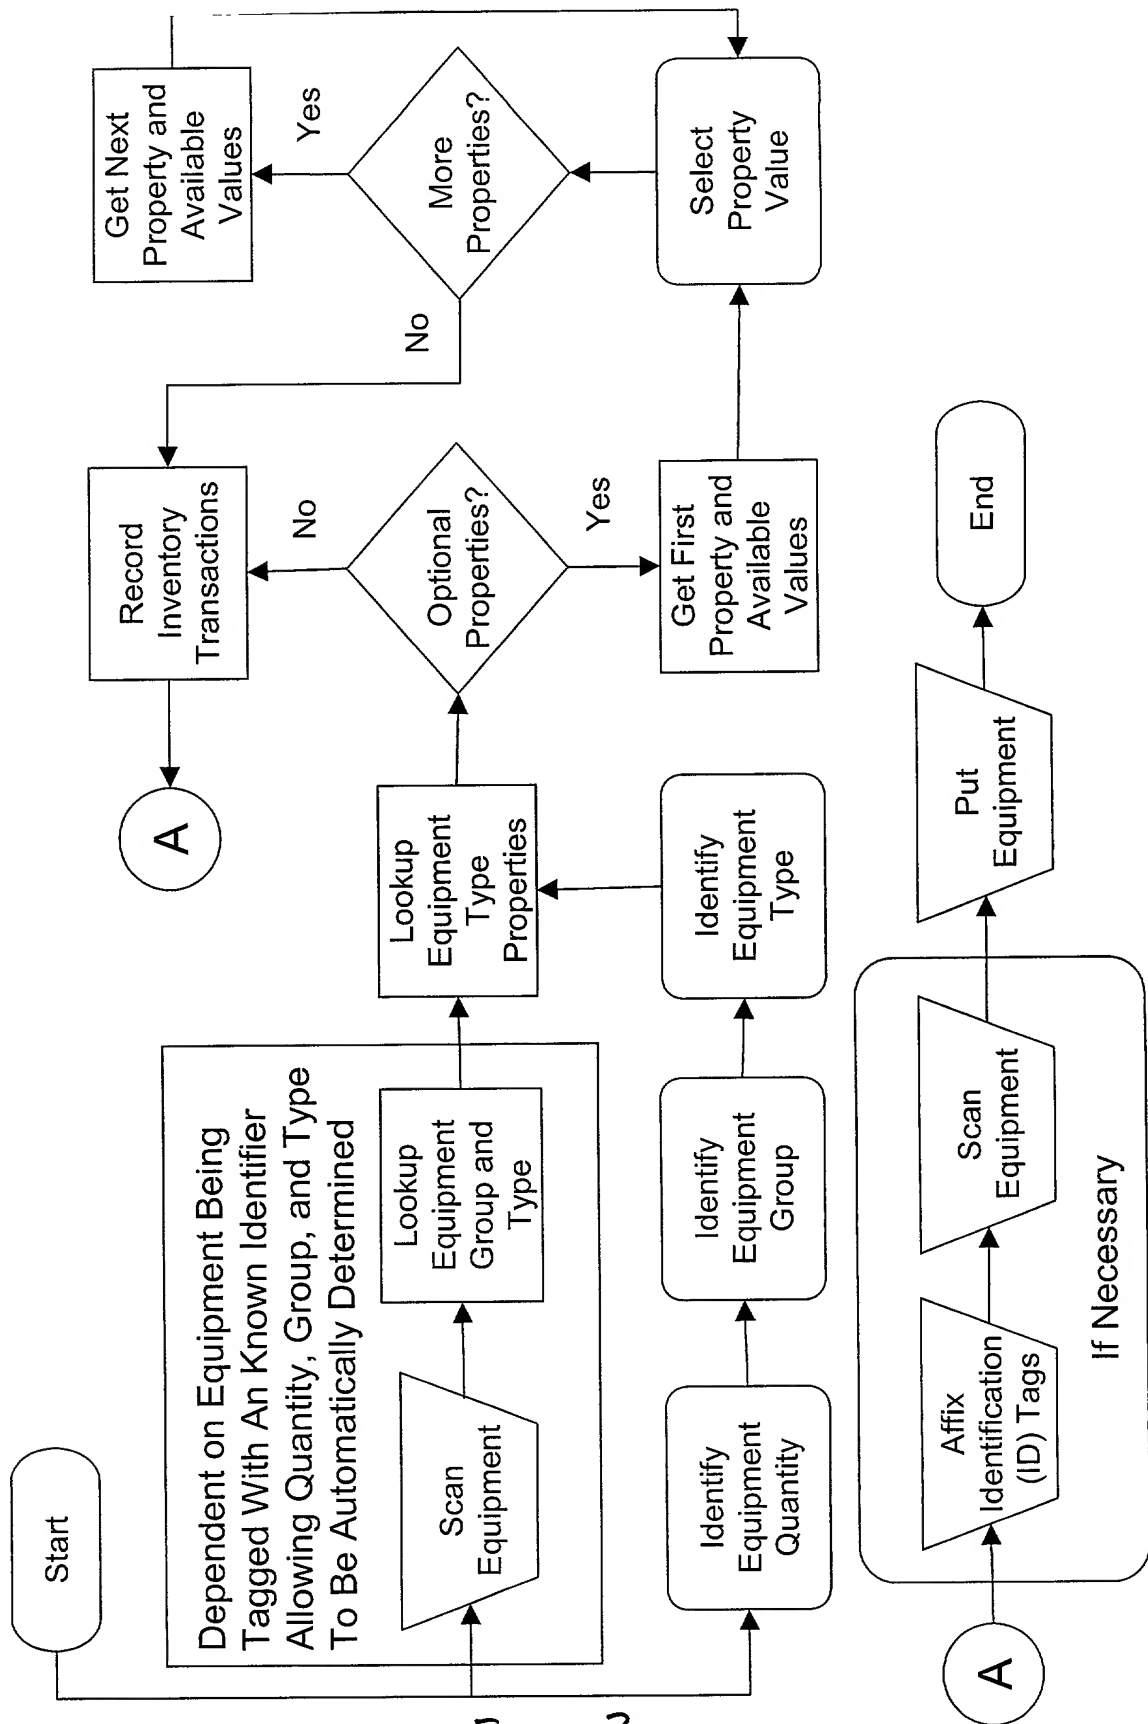 Start
Dependent on Equipment Being
Tagged With An Known Identifier
Allowing Quantity, Group, and Type
To Be Automatically Determined
Scan
Equipment
Lookup
Equipment
Group and
Type
Identify
Equipment
Quantity
Identify
Equipment
Group
Identify
Equipment
Type
Lookup
Equipment
Type
Properties
Optional
Properties?
No
Yes
Record
Inventory
Transactions
A
Get First
Property and
Available
Values
Select
Property
Value
More
Properties?
No
Yes
Get Next
Property and
Available
Values
A
Affix
Identification
(ID) Tags
Scan
Equipment
If Necessary
Put
Equipment
End